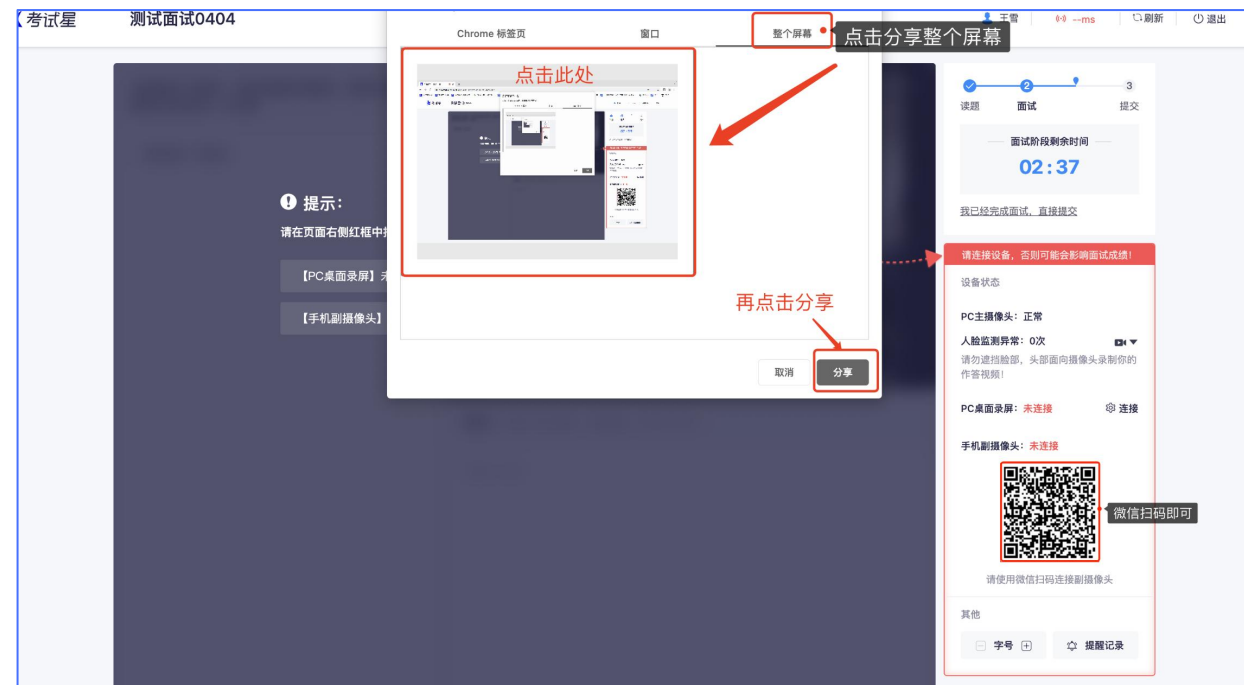 考试星
测试面试0404
王雪
--ms
刷新
退出
Chrome 标签页
窗口
整个屏幕
点击分享整个屏幕
点击此处
再点击分享
取消
分享
提示：
请在页面右侧红框中
【PC桌面录屏】
【手机副摄像头】
2
3
读题
面试
提交
面试阶段剩余时间
02:37
我已经完成面试，直接提交
请连接设备，否则可能会影响面试成绩！
设备状态
PC主摄像头：正常
人脸监测异常：0次
请勿遮挡脸部，头部面向摄像头录制你的
作答视频！
PC桌面录屏：未连接
连接
手机副摄像头：未连接
微信扫码即可
请使用微信扫码连接副摄像头
其他
字号
提醒记录